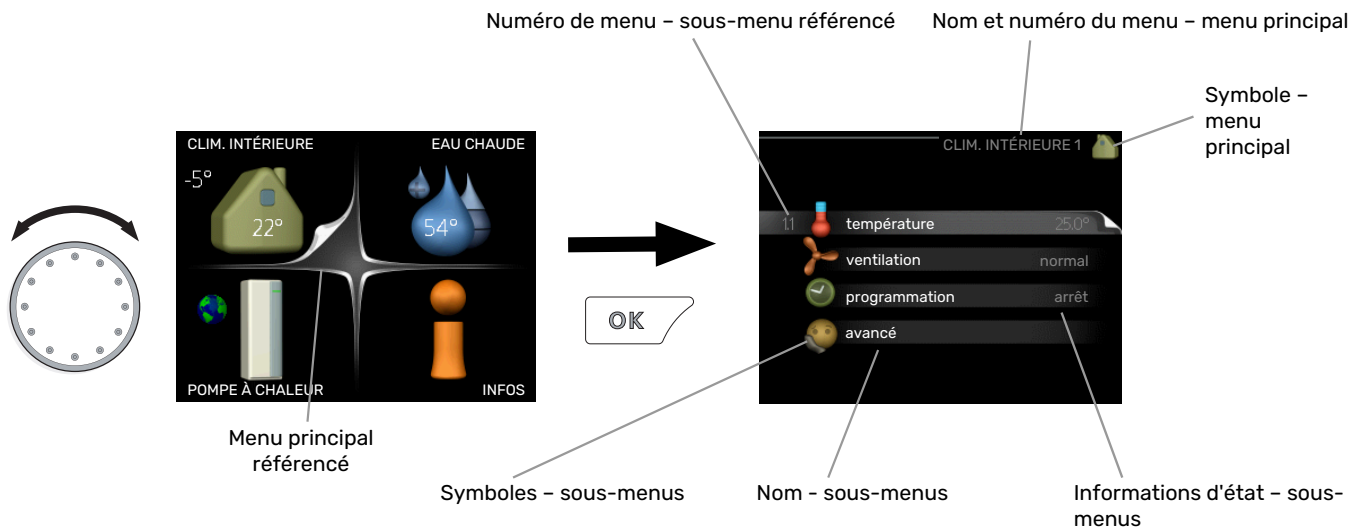 Numéro de menu – sous-menu référencé
Nom et numéro du menu – menu principal
Symbole –
menu
principal
CLIM. INTÉRIEURE
EAU CHAUDE
-5°
22°
54°
POMPE À CHALEUR
INFOS
OK
CLIM. INTÉRIEURE 1
1.1
température
25.0°
ventilation
normal
programmation
arrêt
avancé
Menu principal
référencé
Symboles – sous-menus
Nom - sous-menus
Informations d'état – sous-
menus